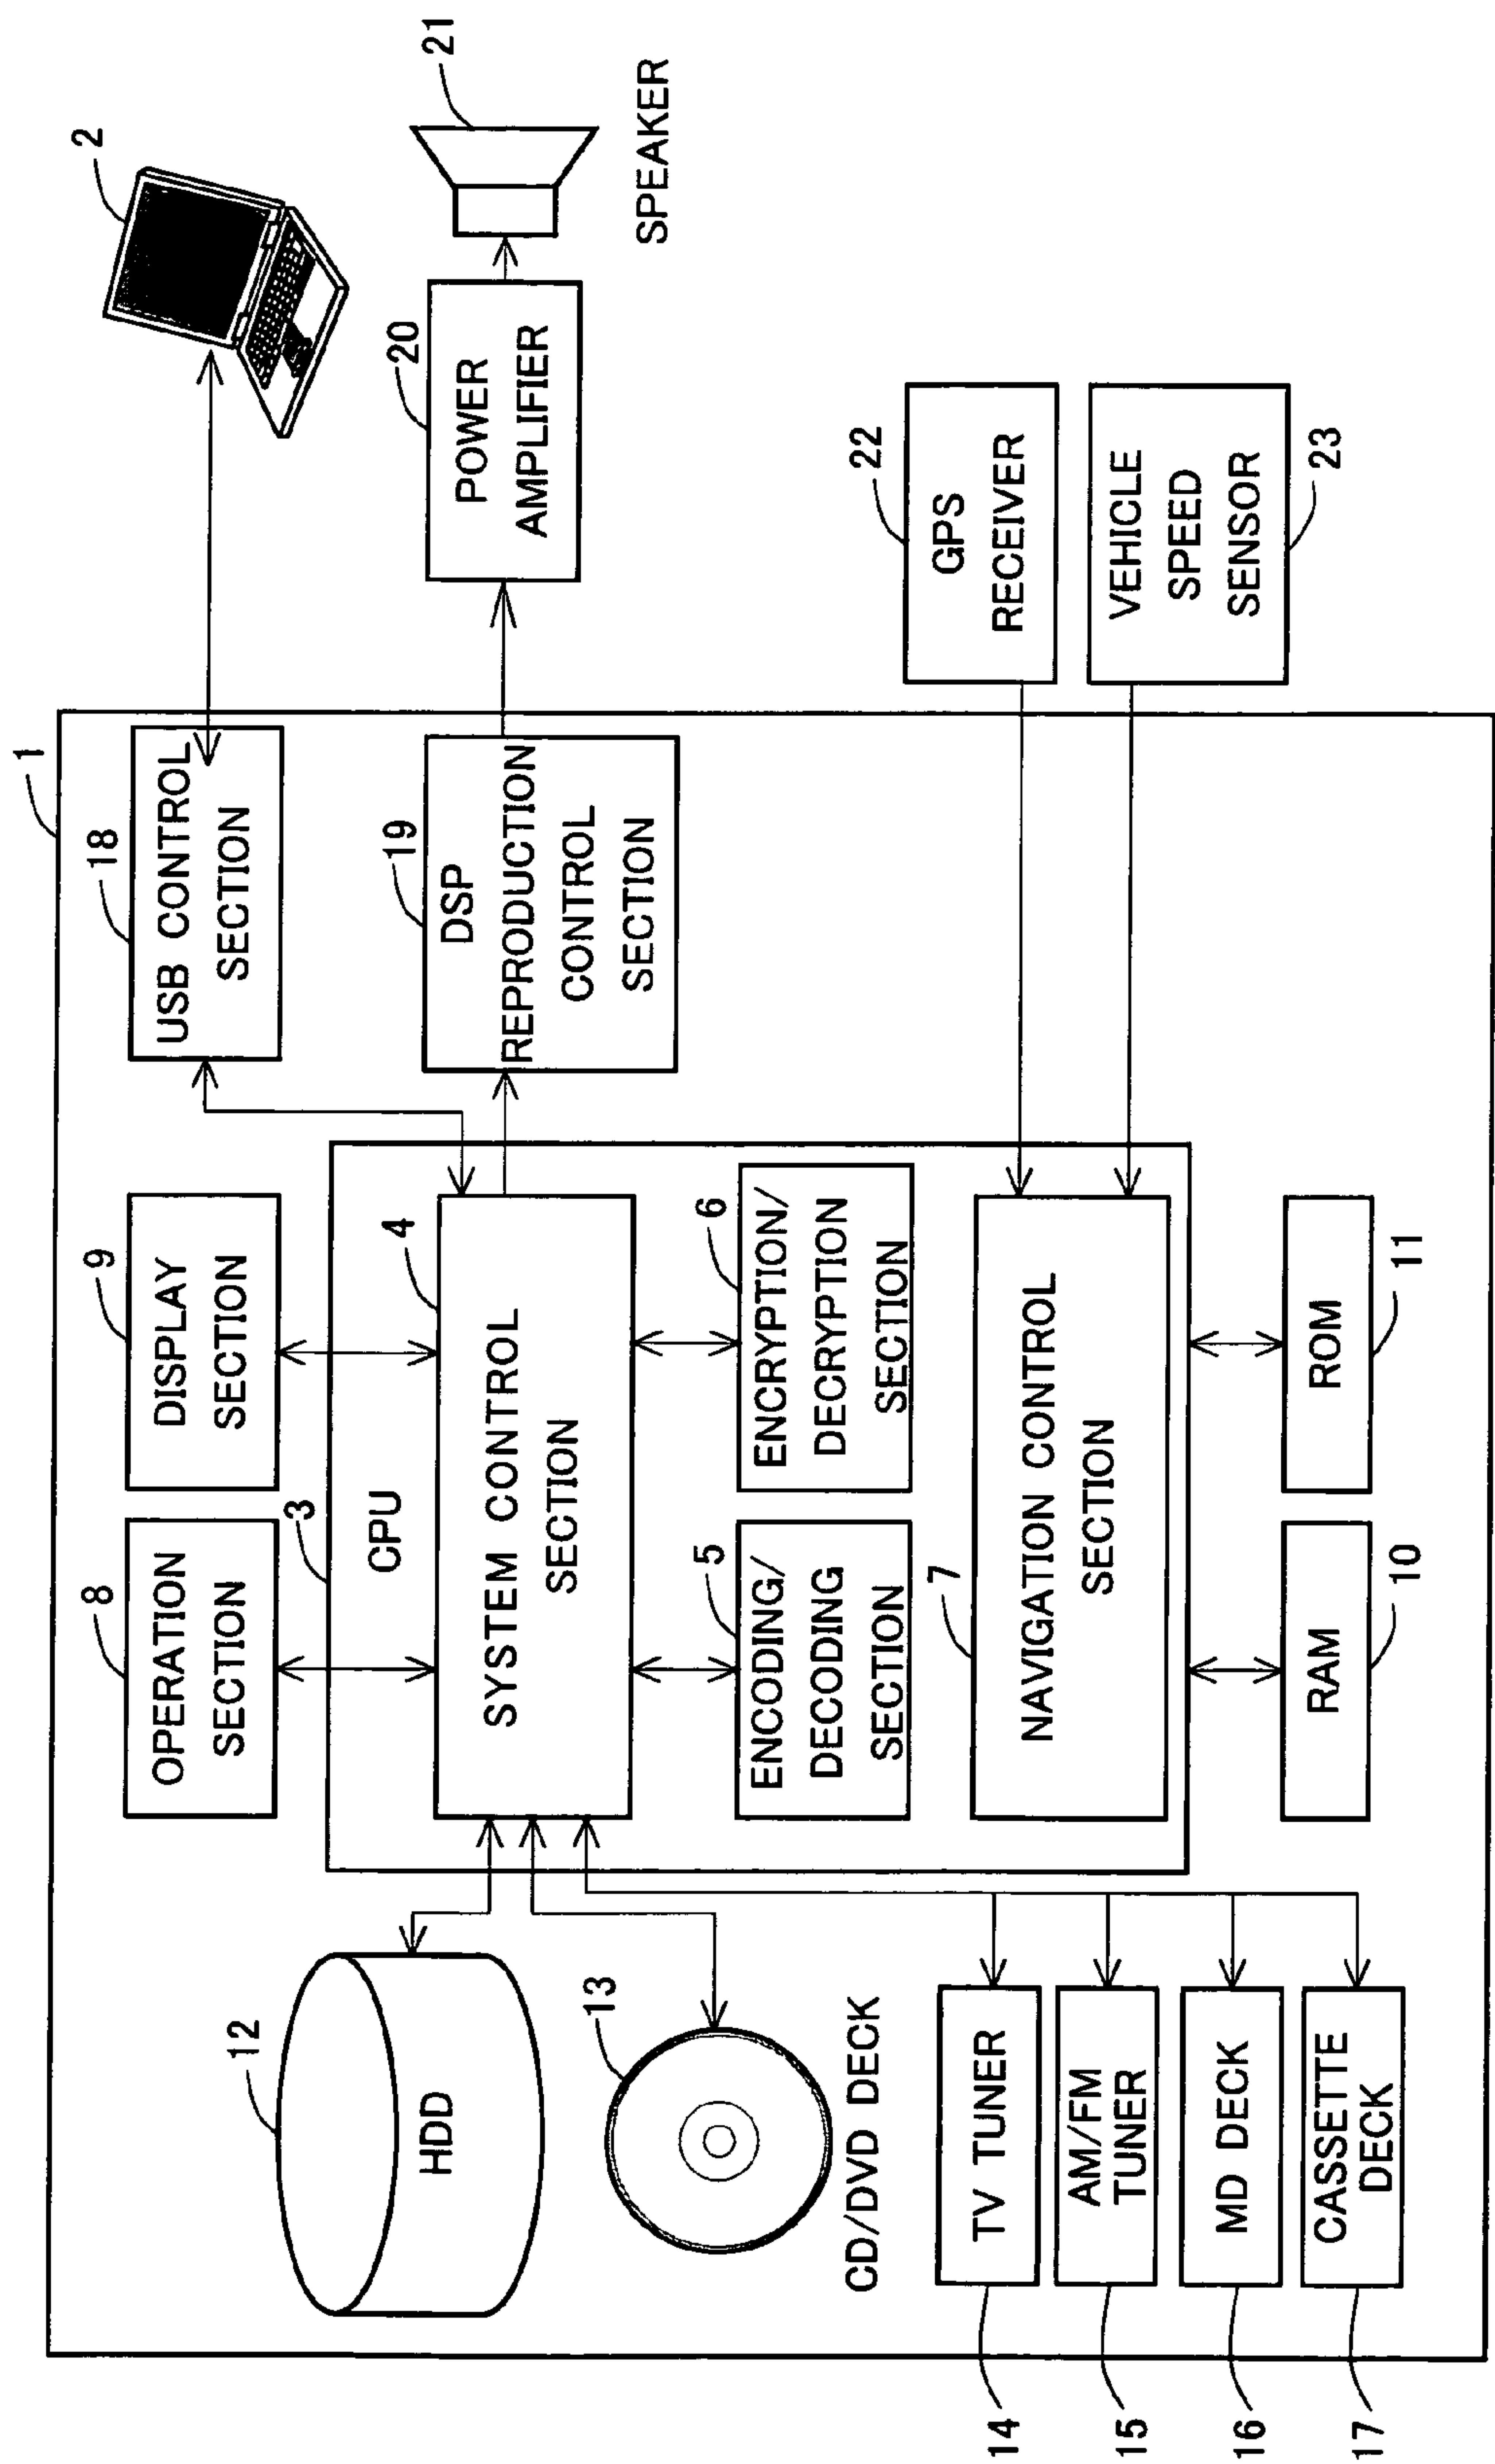 1
12
HDD
13
CD/DVD DECK
14
TV TUNER
15
AM/FM
TUNER
16
MD DECK
17
CASSETTE
DECK
8
OPERATION
SECTION
9
DISPLAY
SECTION
3
CPU
4
SYSTEM CONTROL
SECTION
5
ENCODING/
DECODING
SECTION
6
ENCRYPTION/
DECRYPTION
SECTION
7
NAVIGATION CONTROL
SECTION
RAM
10
ROM
11
18
USB CONTROL
SECTION
19
DSP
REPRODUCTION
CONTROL
SECTION
2
20
POWER
AMPLIFIER
21
SPEAKER
22
GPS
RECEIVER
VEHICLE
SPEED
SENSOR
23